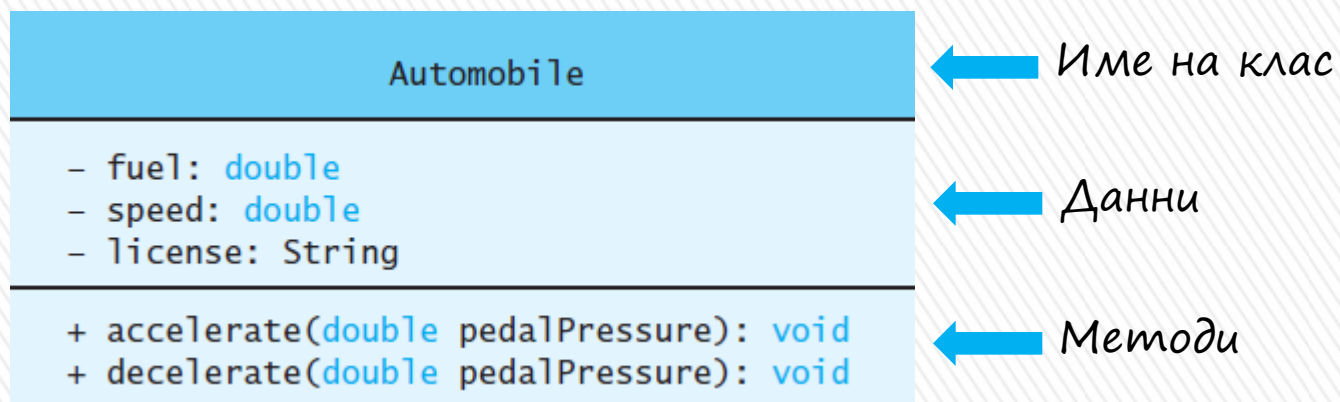 Automobile
Име на клас
– fuel: double
– speed: double
– license: String
Данни
+ accelerate(double pedalPressure): void
+ decelerate(double pedalPressure): void
Методи